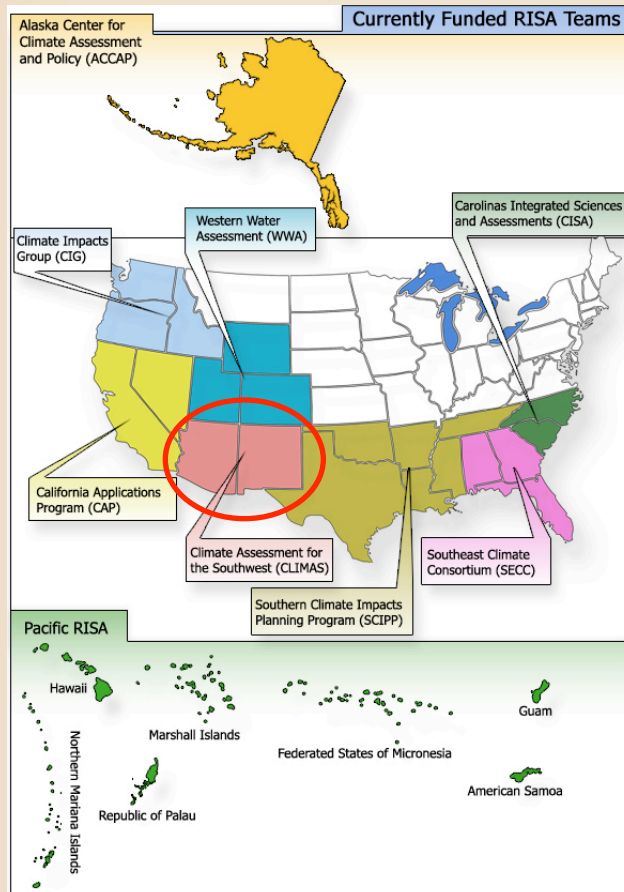 Alaska Center for
Climate Assessment
and Policy (ACCAP)
Currently Funded RISA Teams
Carolinas Integrated Sciences
and Assessments (CISA)
Western Water
Assessment (WWA)
Climate Impacts
Group (CIG)
California Applications
Program (CAP)
Climate Assessment for
the Southwest (CLIMAS)
Southeast Climate
Consortium (SECC)
Southern Climate Impacts
Planning Program (SCIPP)
Pacific RISA
Hawaii
Marshall Islands
Federated States of Micronesia
Guam
Northern Mariana Islands
Republic of Palau
American Samoa